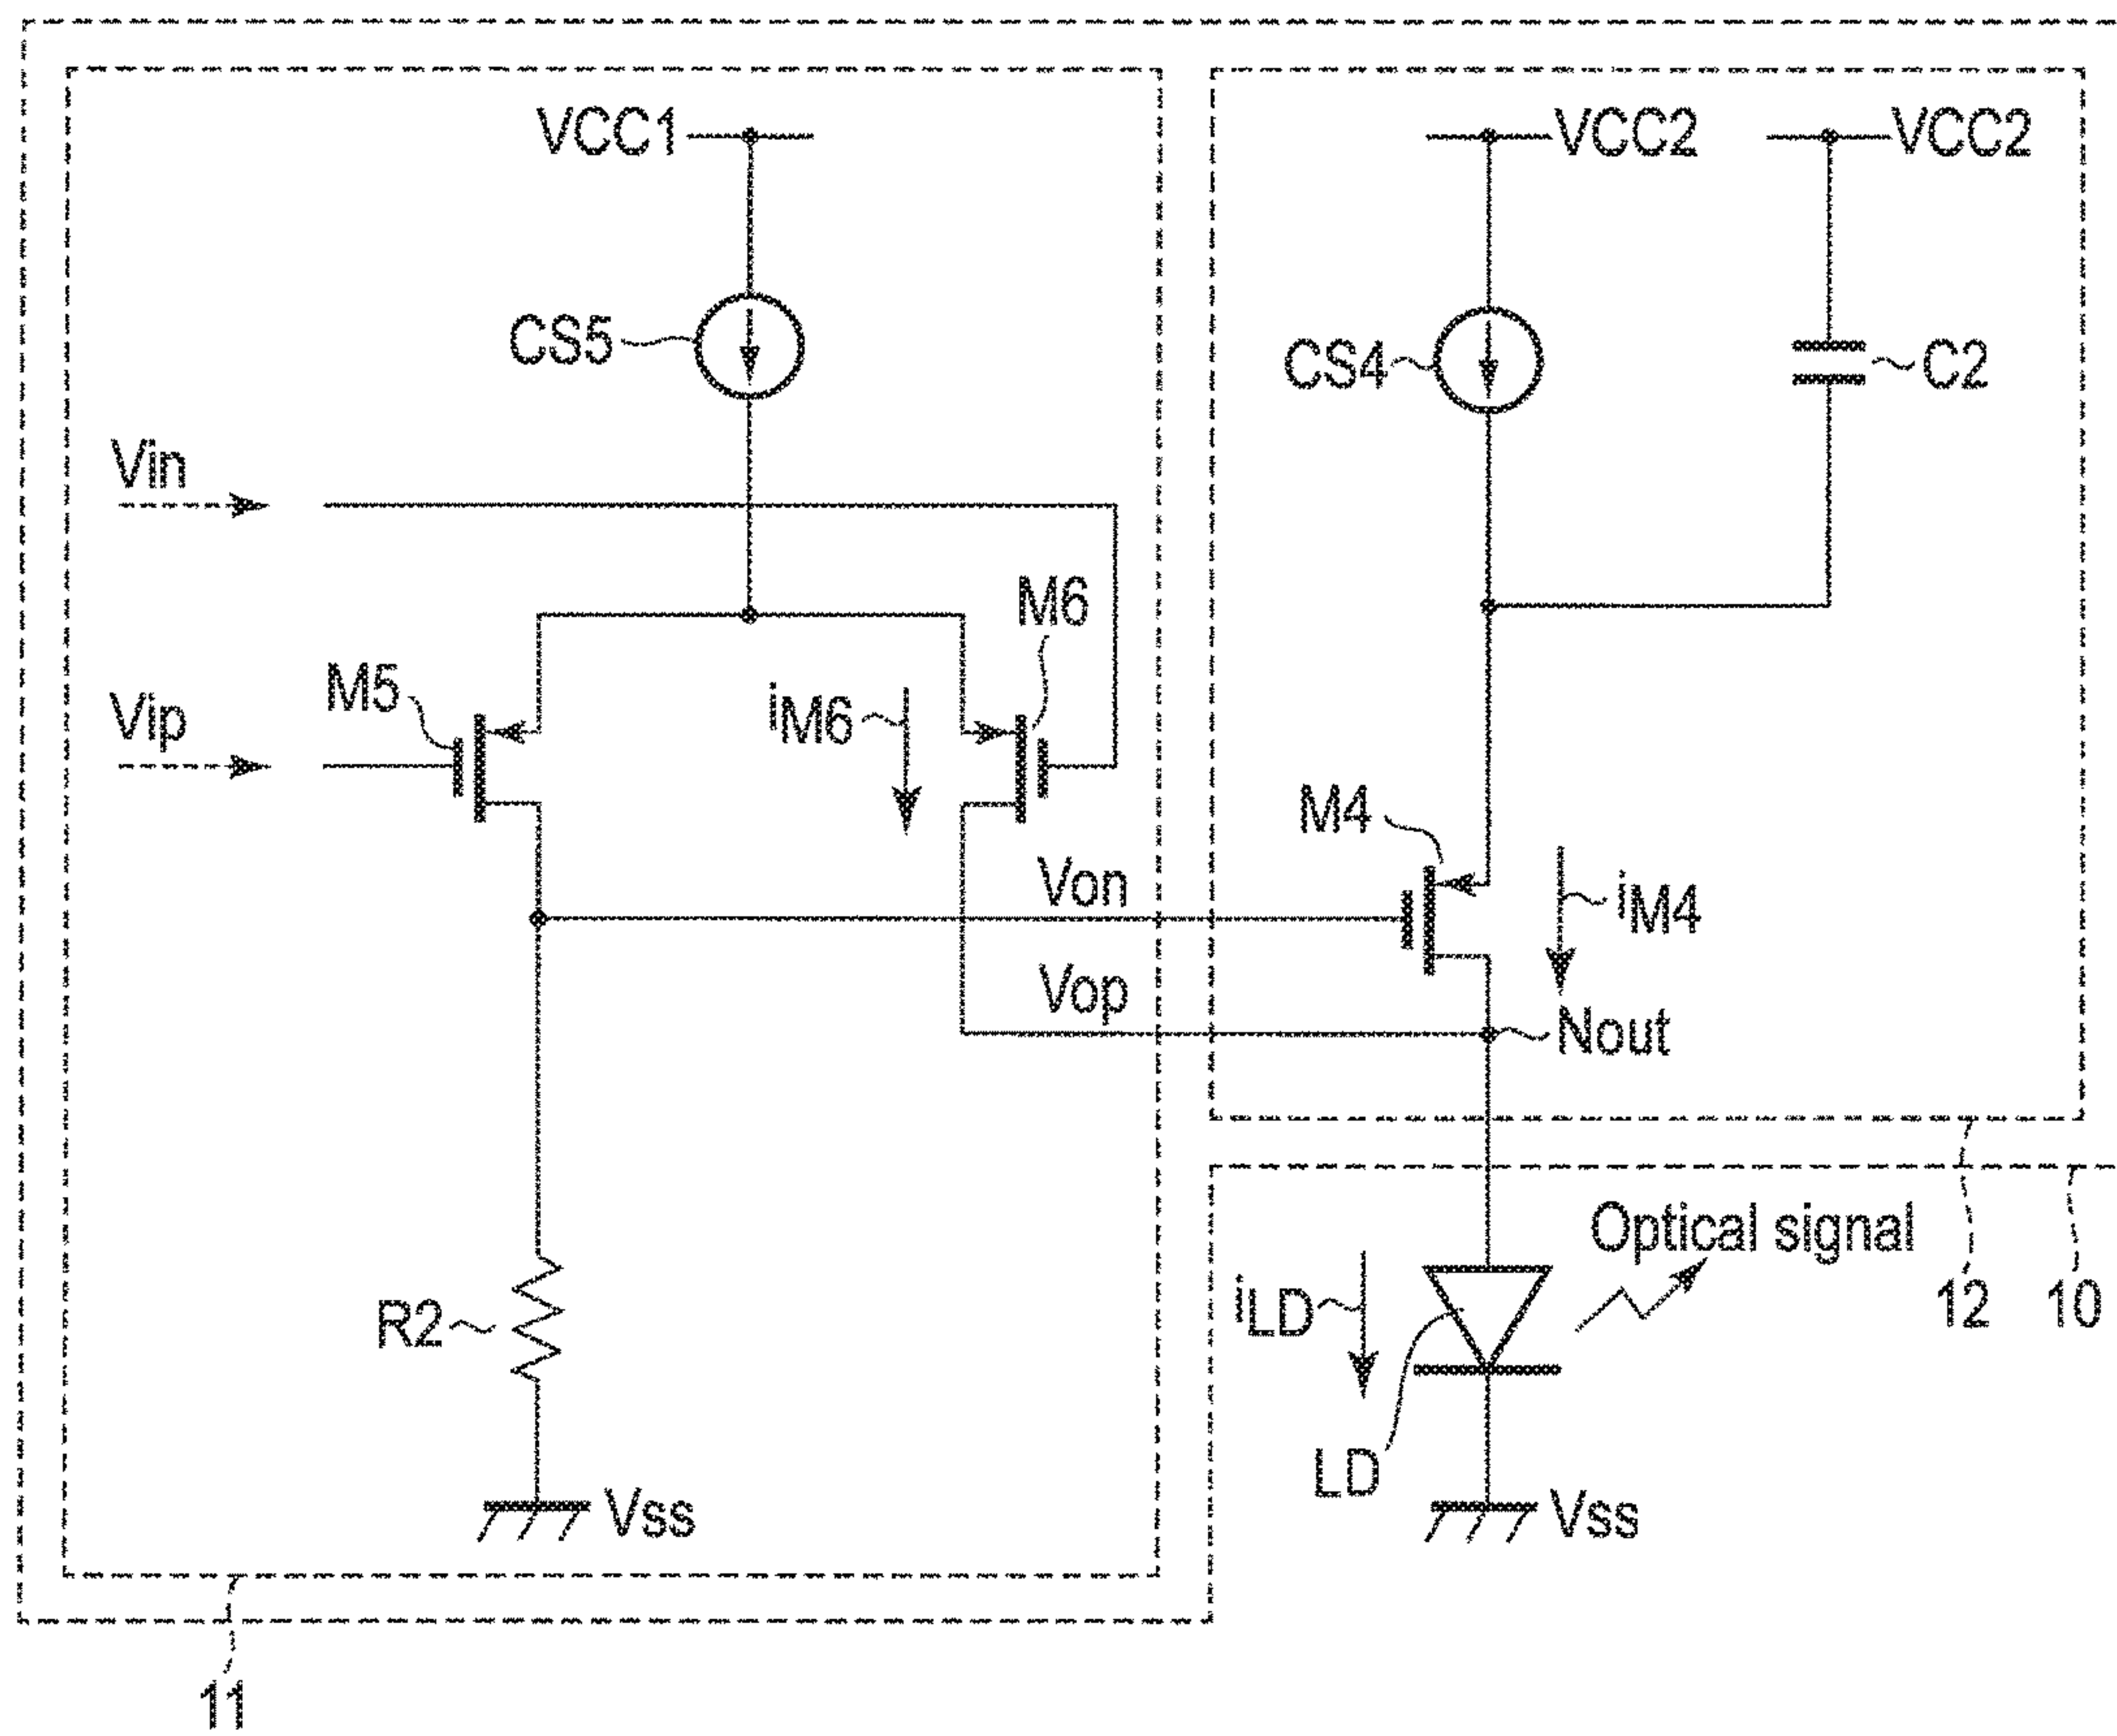 VCC1
VCC2
VCC2
CS5
CS4
C2
Vin
M6
M5
Vip
iM6
M4
Von
iM4
Vop
Nout
Optical signal
iLD
12
10
R2
LD
Vss
Vss
11